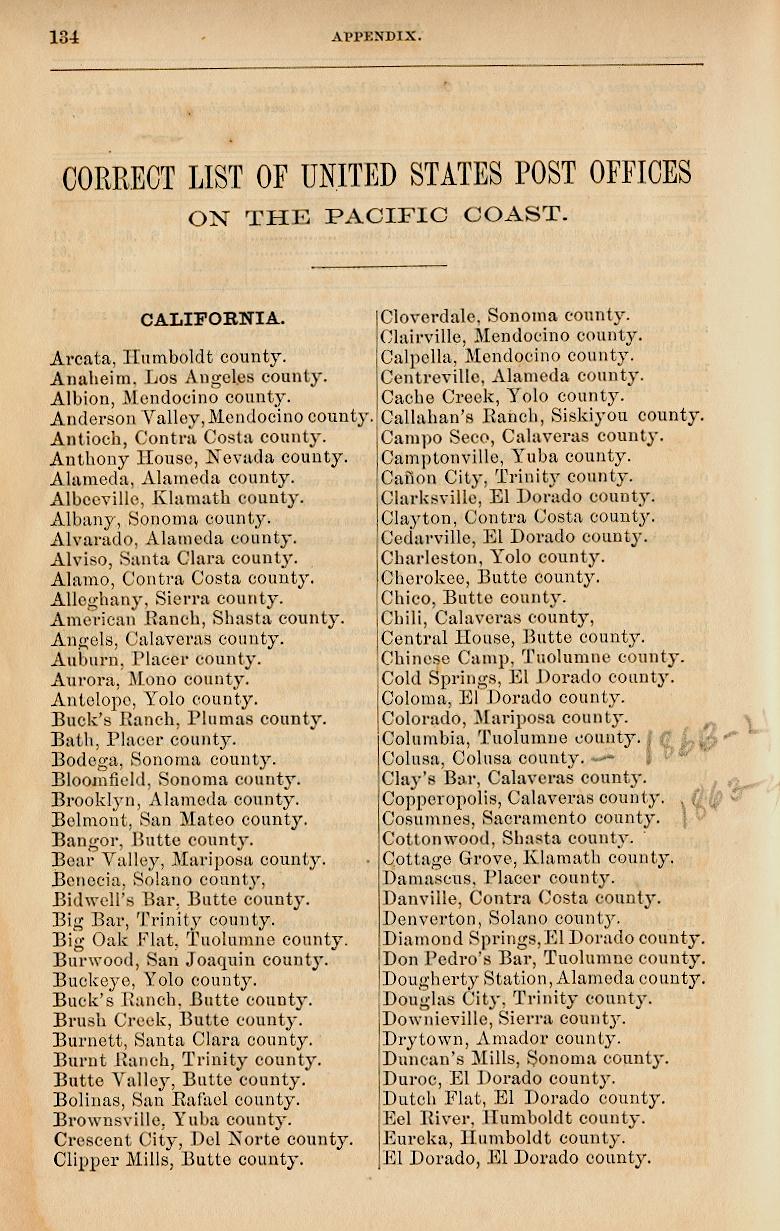 134
APPENDIX.
CORRECT LIST OF UNITED STATES POST OFFICES
ON THE PACIFIC COAST.
CALIFORNIA.
Arcata, Humboldt county.
Anaheim, Los Angeles county.
Albion, Mendocino county.
Anderson Valley, Mendocino county.
Antioch, Contra Costa county.
Anthony House, Nevada county.
Alameda, Alameda county.
Albeeville, Klamath county.
Albany, Sonoma county.
Alvarado, Alameda county.
Alviso, Santa Clara county.
Alamo, Contra Costa county.
Alleghany, Sierra county.
American Ranch, Shasta county.
Angels, Calaveras county.
Auburn, Placer county.
Aurora, Mono county.
Antelope, Yolo county.
Buck's Ranch, Plumas county.
Bath, Placer county.
Bodega, Sonoma county.
Bloomfield, Sonoma county.
Brooklyn, Alameda county.
Belmont, San Mateo county.
Bangor, Butte county.
Bear Valley, Mariposa county.
Benecia, Solano county,
Bidwell's Bar, Butte county.
Big Bar, Trinity county.
Big Oak Flat, Tuolumne county.
Burwood, San Joaquin county.
Buckeye, Yolo county.
Buck's Ranch, Butte county.
Brush Creek, Butte county.
Burnett, Santa Clara county.
Burnt Ranch, Trinity county.
Butte Valley, Butte county.
Bolinas, San Rafael county.
Brownsville, Yuba county.
Crescent City, Del Norte county.
Clipper Mills, Butte county.
Cloverdale, Sonoma county.
Clairville, Mendocino county.
Calpella, Mendocino county.
Centreville, Alameda county.
Cache Creek, Yolo county.
Callahan's Ranch, Siskiyou county.
Campo Seco, Calaveras county.
Camptonville, Yuba county.
Cañon City, Trinity county.
Clarksville, El Dorado county.
Clayton, Contra Costa county.
Cedarville, El Dorado county.
Charleston, Yolo county.
Cherokee, Butte county.
Chico, Butte county.
Chili, Calaveras county,
Central House, Butte county.
Chinese Camp, Tuolumne county.
Cold Springs, El Dorado county.
Coloma, El Dorado county.
Colorado, Mariposa county.
Columbia, Tuolumne county.
1863-4
Colusa, Colusa county.
Clay's Bar, Calaveras county.
Copperopolis, Calaveras county.
1863-
Cosumnes, Sacramento county.
Cottonwood, Shasta county.
Cottage Grove, Klamath county.
Damascus, Placer county.
Danville, Contra Costa county.
Denverton, Solano county.
Diamond Springs, El Dorado county.
Don Pedro's Bar, Tuolumne county.
Dougherty Station, Alameda county.
Douglas City, Trinity county.
Downieville, Sierra county.
Drytown, Amador county.
Duncan's Mills, Sonoma county.
Duroc, El Dorado county.
Dutch Flat, El Dorado county.
Eel River, Humboldt county.
Eureka, Humboldt county.
El Dorado, El Dorado county.